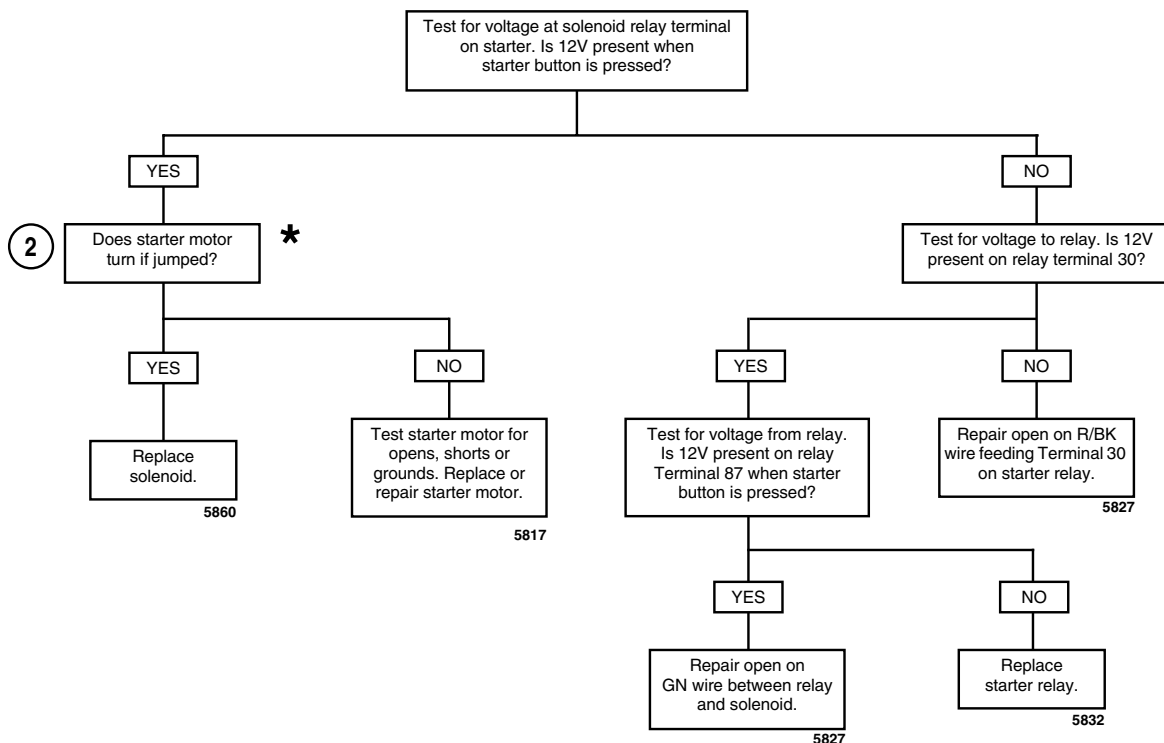 Test for voltage at solenoid relay terminal
on starter. Is 12V present when
starter button is pressed?
YES
NO
2
Does starter motor
turn if jumped?
*
Test for voltage to relay. Is 12V
present on relay terminal 30?
YES
NO
YES
NO
Replace
solenoid.
5860
Test starter motor for
opens, shorts or
grounds. Replace or
repair starter motor.
5817
Test for voltage from relay.
Is 12V present on relay
Terminal 87 when starter
button is pressed?
Repair open on R/BK
wire feeding Terminal 30
on starter relay.
5827
YES
NO
Repair open on
GN wire between relay
and solenoid.
5827
Replace
starter relay.
5832